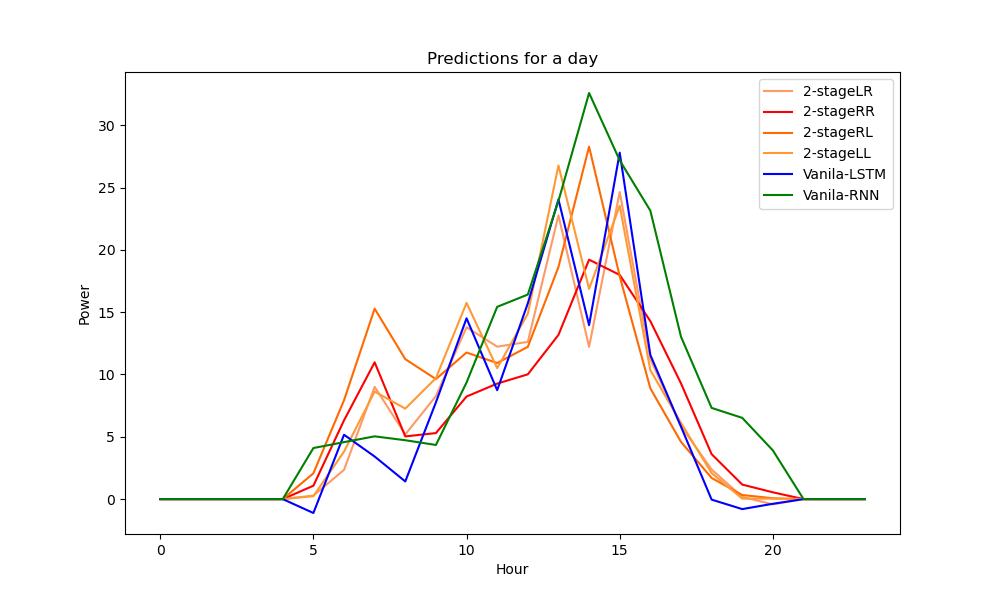 Predictions for a day
2-stageLR
2-stageRR
2-stageRL
2-stageLL
Vanila-LSTM
Vanila-RNN
Power
30
25
20
15
10
5
0
0 5 10 15 20
Hour